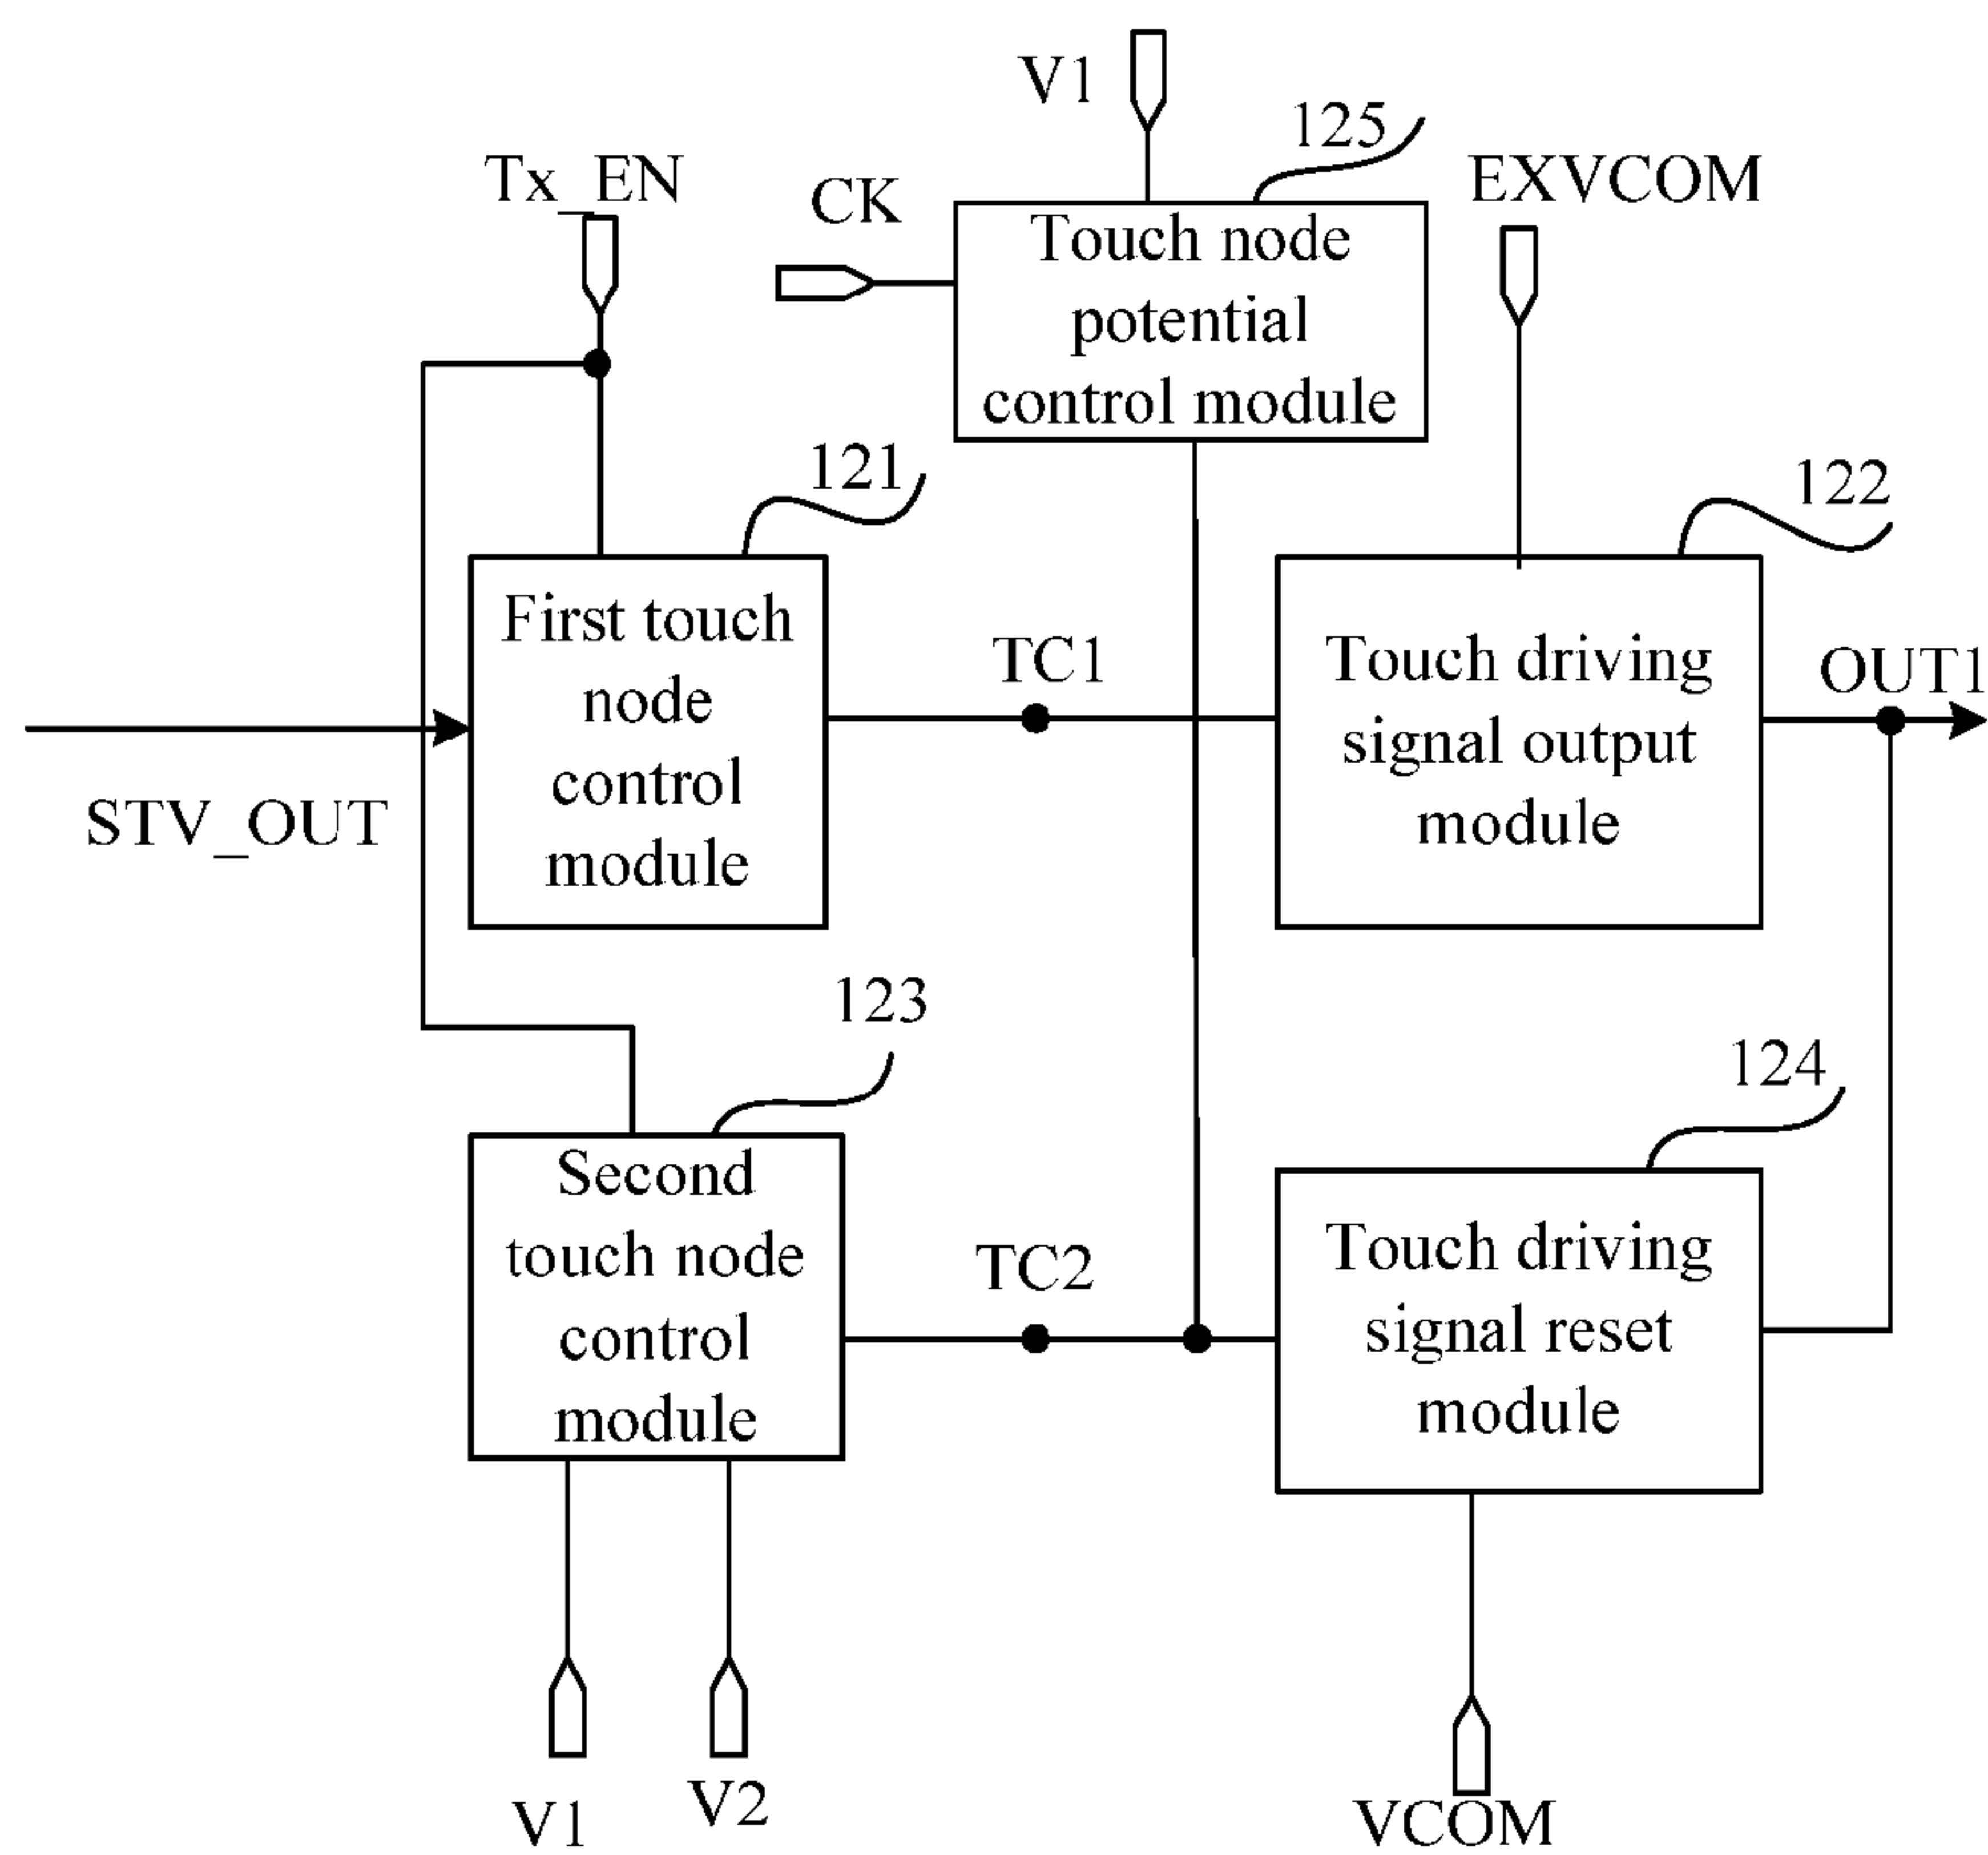 V1
125
Tx_EN
CK
EXVCOM
Touch node
potential
control module
121
122
First touch
node
control
module
TC1
Touch driving
signal output
module
OUT1
STV_OUT
123
124
Second
touch node
control
module
TC2
Touch driving
signal reset
module
V1
V2
VCOM